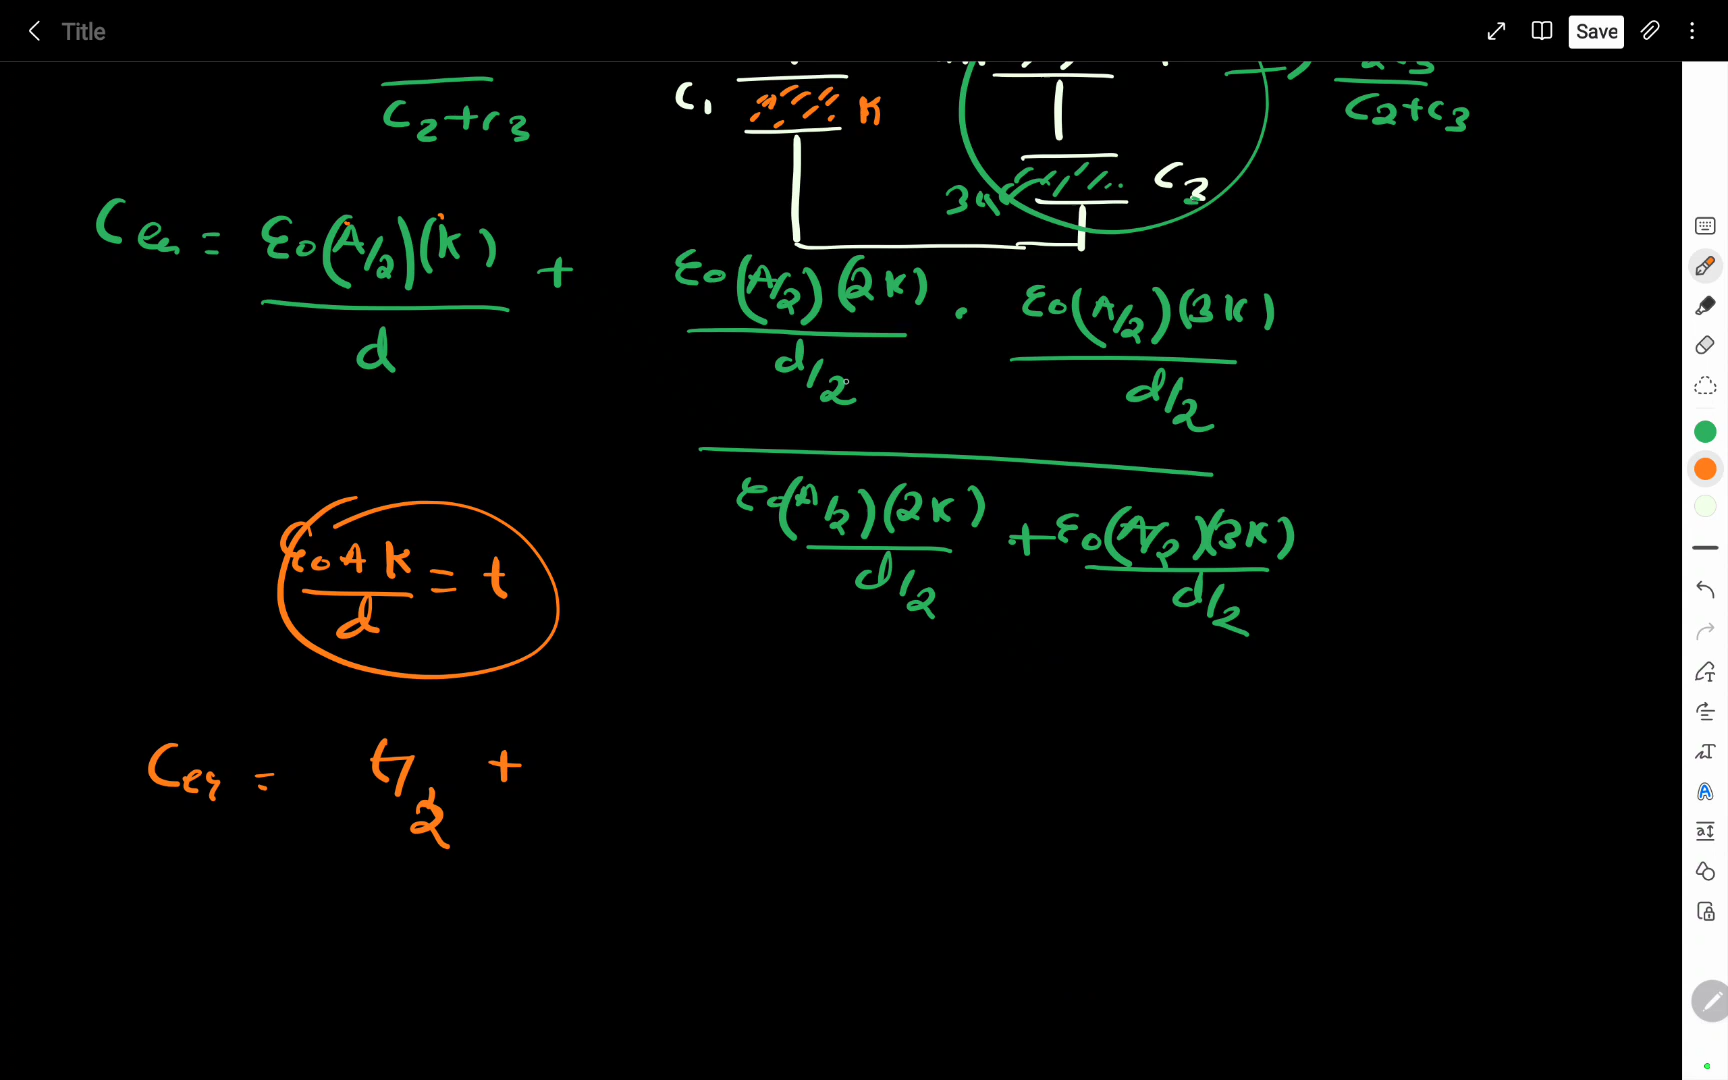 Title
Save
C₂+C₃
C₁
K
C₂+C₃
3K
C₃
Ceq = ε₀(A/2)(K) / d + ε₀(A/2)(2K) / d/2 · ε₀(A/2)(3K) / d/2
ε₀(A/2)(2K) / d/2 + ε₀(A/2)(3K) / d/2
ε₀AK / d = t
Ceq = t/2 +